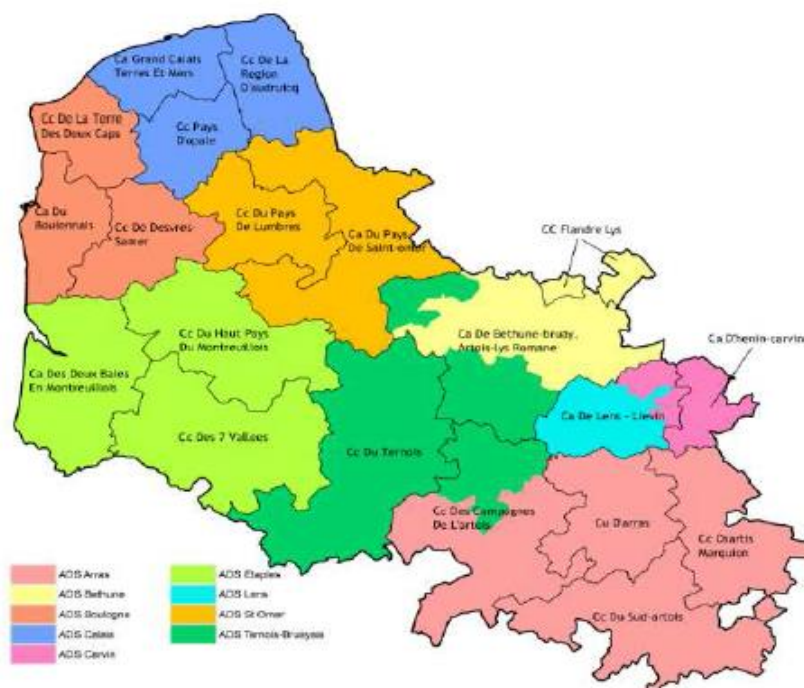 Ca Grand Calais
Terres Et Mers
Cc De La
Region
D'audruicq
Cc De La Terre
Des Deux Caps
Cc Pays
D'opale
Ca Du
Boulonnais
Cc De Desvres-
Samer
Cc Du Pays
De Lumbres
Ca Du Pays
De Saint-omer
CC Flandre Lys
Cc Du Haut Pays
Du Montreuillois
Ca De Bethune-bruay,
Artois-Lys Romane
Ca D'henin-carvin
Ca Des Deux Baies
En Montreuillois
Ca De Lens - Lievin
Cc Des 7 Vallees
Cc Du Ternois
Cc Des Campagnes
De L'artois
Cu D'arras
Cc Osartis
Marquion
Cc Du Sud-artois
ADS Arras
ADS Bethune
ADS Boulogne
ADS Calais
ADS Carvin
ADS Etaples
ADS Lens
ADS St Omer
ADS Ternois-Bruaysis